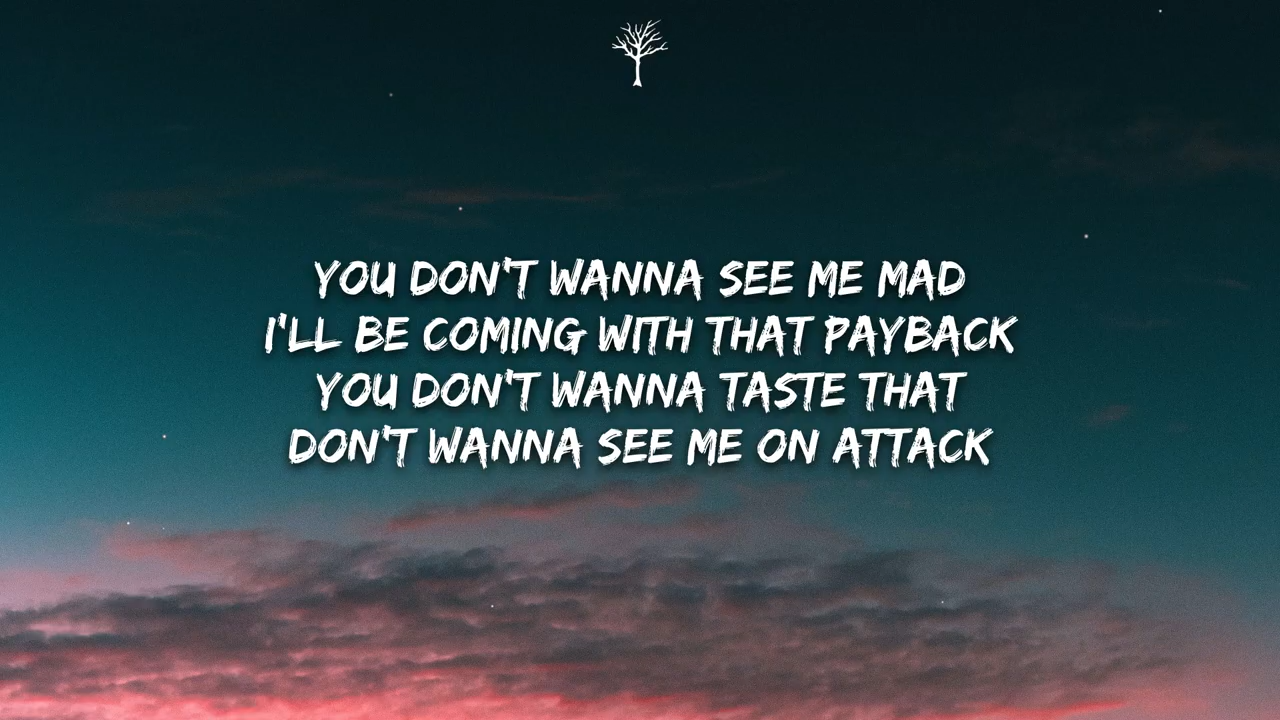 YOU DON'T WANNA SEE ME MAD
I'LL BE COMING WITH THAT PAYBACK
YOU DON'T WANNA TASTE THAT
DON'T WANNA SEE ME ON ATTACK